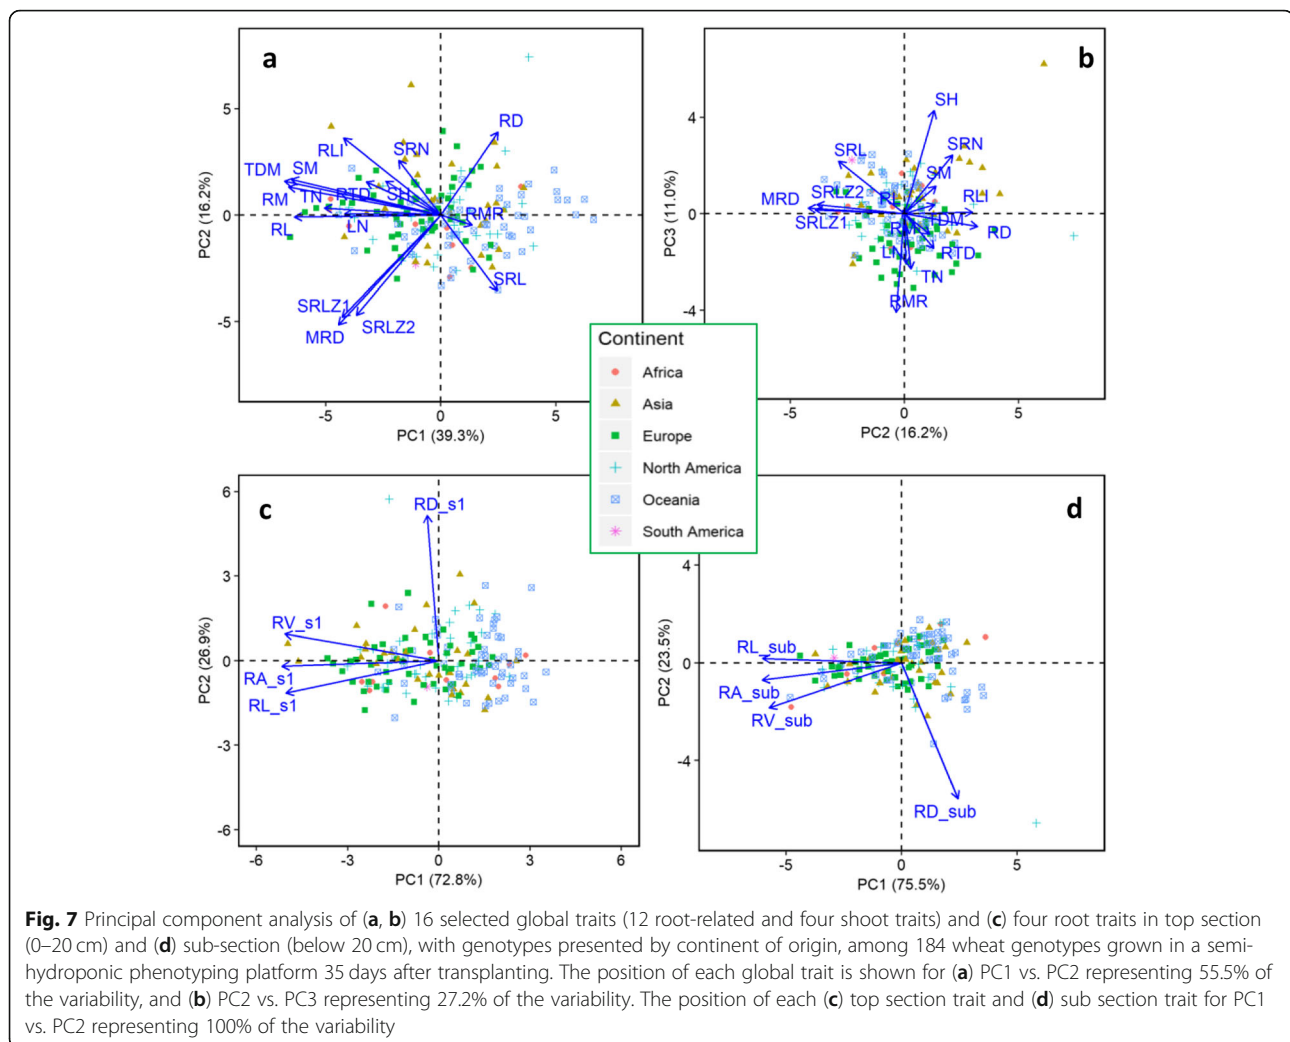 a
RD
SRN
RLI
TDM
SM
RM
TN
RTD
SH
RL
LN
RMR
SRL
SRLZ1
SRLZ2
MRD
5
0
-5
-5
0
5
PC2 (16.2%)
PC1 (39.3%)
b
SH
SRN
SRL
SM
MRD
SRLZ2
RL
RLI
SRLZ1
TDM
RD
LN
RTD
TN
RMR
4
0
-4
-5
0
5
PC3 (11.0%)
PC2 (16.2%)
Continent
Africa
Asia
Europe
North America
Oceania
South America
c
RD_s1
RV_s1
RA_s1
RL_s1
6
3
0
-3
-6
-6
-3
0
3
6
PC2 (26.9%)
PC1 (72.8%)
d
RL_sub
RA_sub
RV_sub
RD_sub
4
0
-4
-5
0
5
PC2 (23.5%)
PC1 (75.5%)
Fig. 7 Principal component analysis of (a, b) 16 selected global traits (12 root-related and four shoot traits) and (c) four root traits in top section
(0–20 cm) and (d) sub-section (below 20 cm), with genotypes presented by continent of origin, among 184 wheat genotypes grown in a semi-
hydroponic phenotyping platform 35 days after transplanting. The position of each global trait is shown for (a) PC1 vs. PC2 representing 55.5% of
the variability, and (b) PC2 vs. PC3 representing 27.2% of the variability. The position of each (c) top section trait and (d) sub section trait for PC1
vs. PC2 representing 100% of the variability